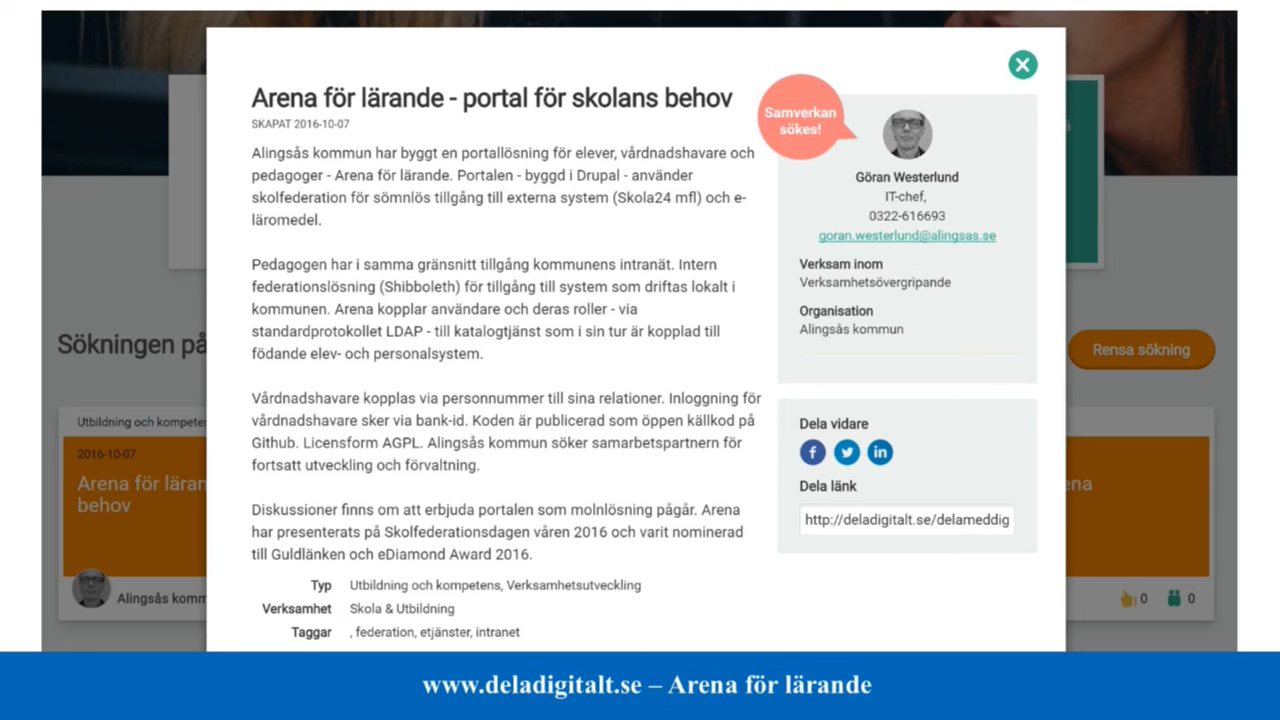 Arena för lärande - portal för skolans behov
SKAPAT 2016-10-07
Alingsås kommun har byggt en portallösning för elever, vårdnadshavare och
pedagoger - Arena för lärande. Portalen - byggd i Drupal - använder
skolfederation för sömnlös tillgång till externa system (Skola24 mfl) och e-
läromedel.
Pedagogen har i samma gränsnitt tillgång kommunens intranät. Intern
federationslösning (Shibboleth) för tillgång till system som driftas lokalt i
kommunen. Arena kopplar användare och deras roller - via
standardprotokollet LDAP - till katalogtjänst som i sin tur är kopplad till
födande elev- och personalsystem.
Vårdnadshavare kopplas via personnummer till sina relationer. Inloggning för
vårdnadshavare sker via bank-id. Koden är publicerad som öppen källkod på
Github. Licensform AGPL. Alingsås kommun söker samarbetspartnern för
fortsatt utveckling och förvaltning.
Diskussioner finns om att erbjuda portalen som molnlösning pågår. Arena
har presenterats på Skolfederationsdagen våren 2016 och varit nominerad
till Guldlänken och eDiamond Award 2016.
Typ Utbildning och kompetens, Verksamhetsutveckling
Verksamhet Skola & Utbildning
Taggar , federation, etjänster, intranet
Samverkan
sökes!
Göran Westerlund
IT-chef,
0322-616693
goran.westerlund@alingsas.se
Verksam inom
Verksamhetsövergripande
Organisation
Alingsås kommun
Dela vidare
Dela länk
http://deladigitalt.se/delameddig
Sökningen på
Rensa sökning
Utbildning och kompeter
2016-10-07
Arena för läran
behov
Alingsås komm
ena
0 0
www.deladigitalt.se – Arena för lärande